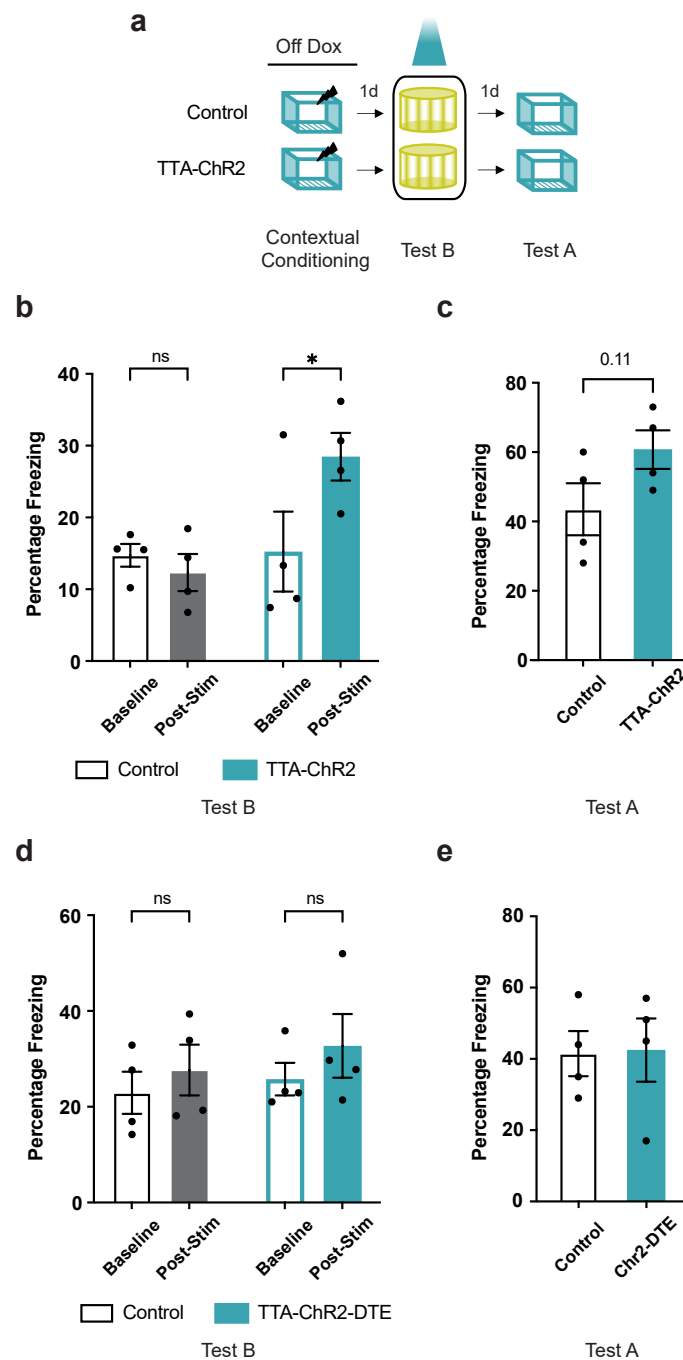 a
Off Dox
Control
1d
1d
TTA-ChR2
Contextual
Conditioning
Test B
Test A
b
ns
*
40
30
20
10
0
Percentage Freezing
Baseline
Post-Stim
Baseline
Post-Stim
Control
TTA-ChR2
Test B
c
0.11
80
60
40
20
0
Percentage Freezing
Control
TTA-ChR2
Test A
d
ns
ns
60
40
20
0
Percentage Freezing
Baseline
Post-Stim
Baseline
Post-Stim
Control
TTA-ChR2-DTE
Test B
e
80
60
40
20
0
Percentage Freezing
Control
Chr2-DTE
Test A